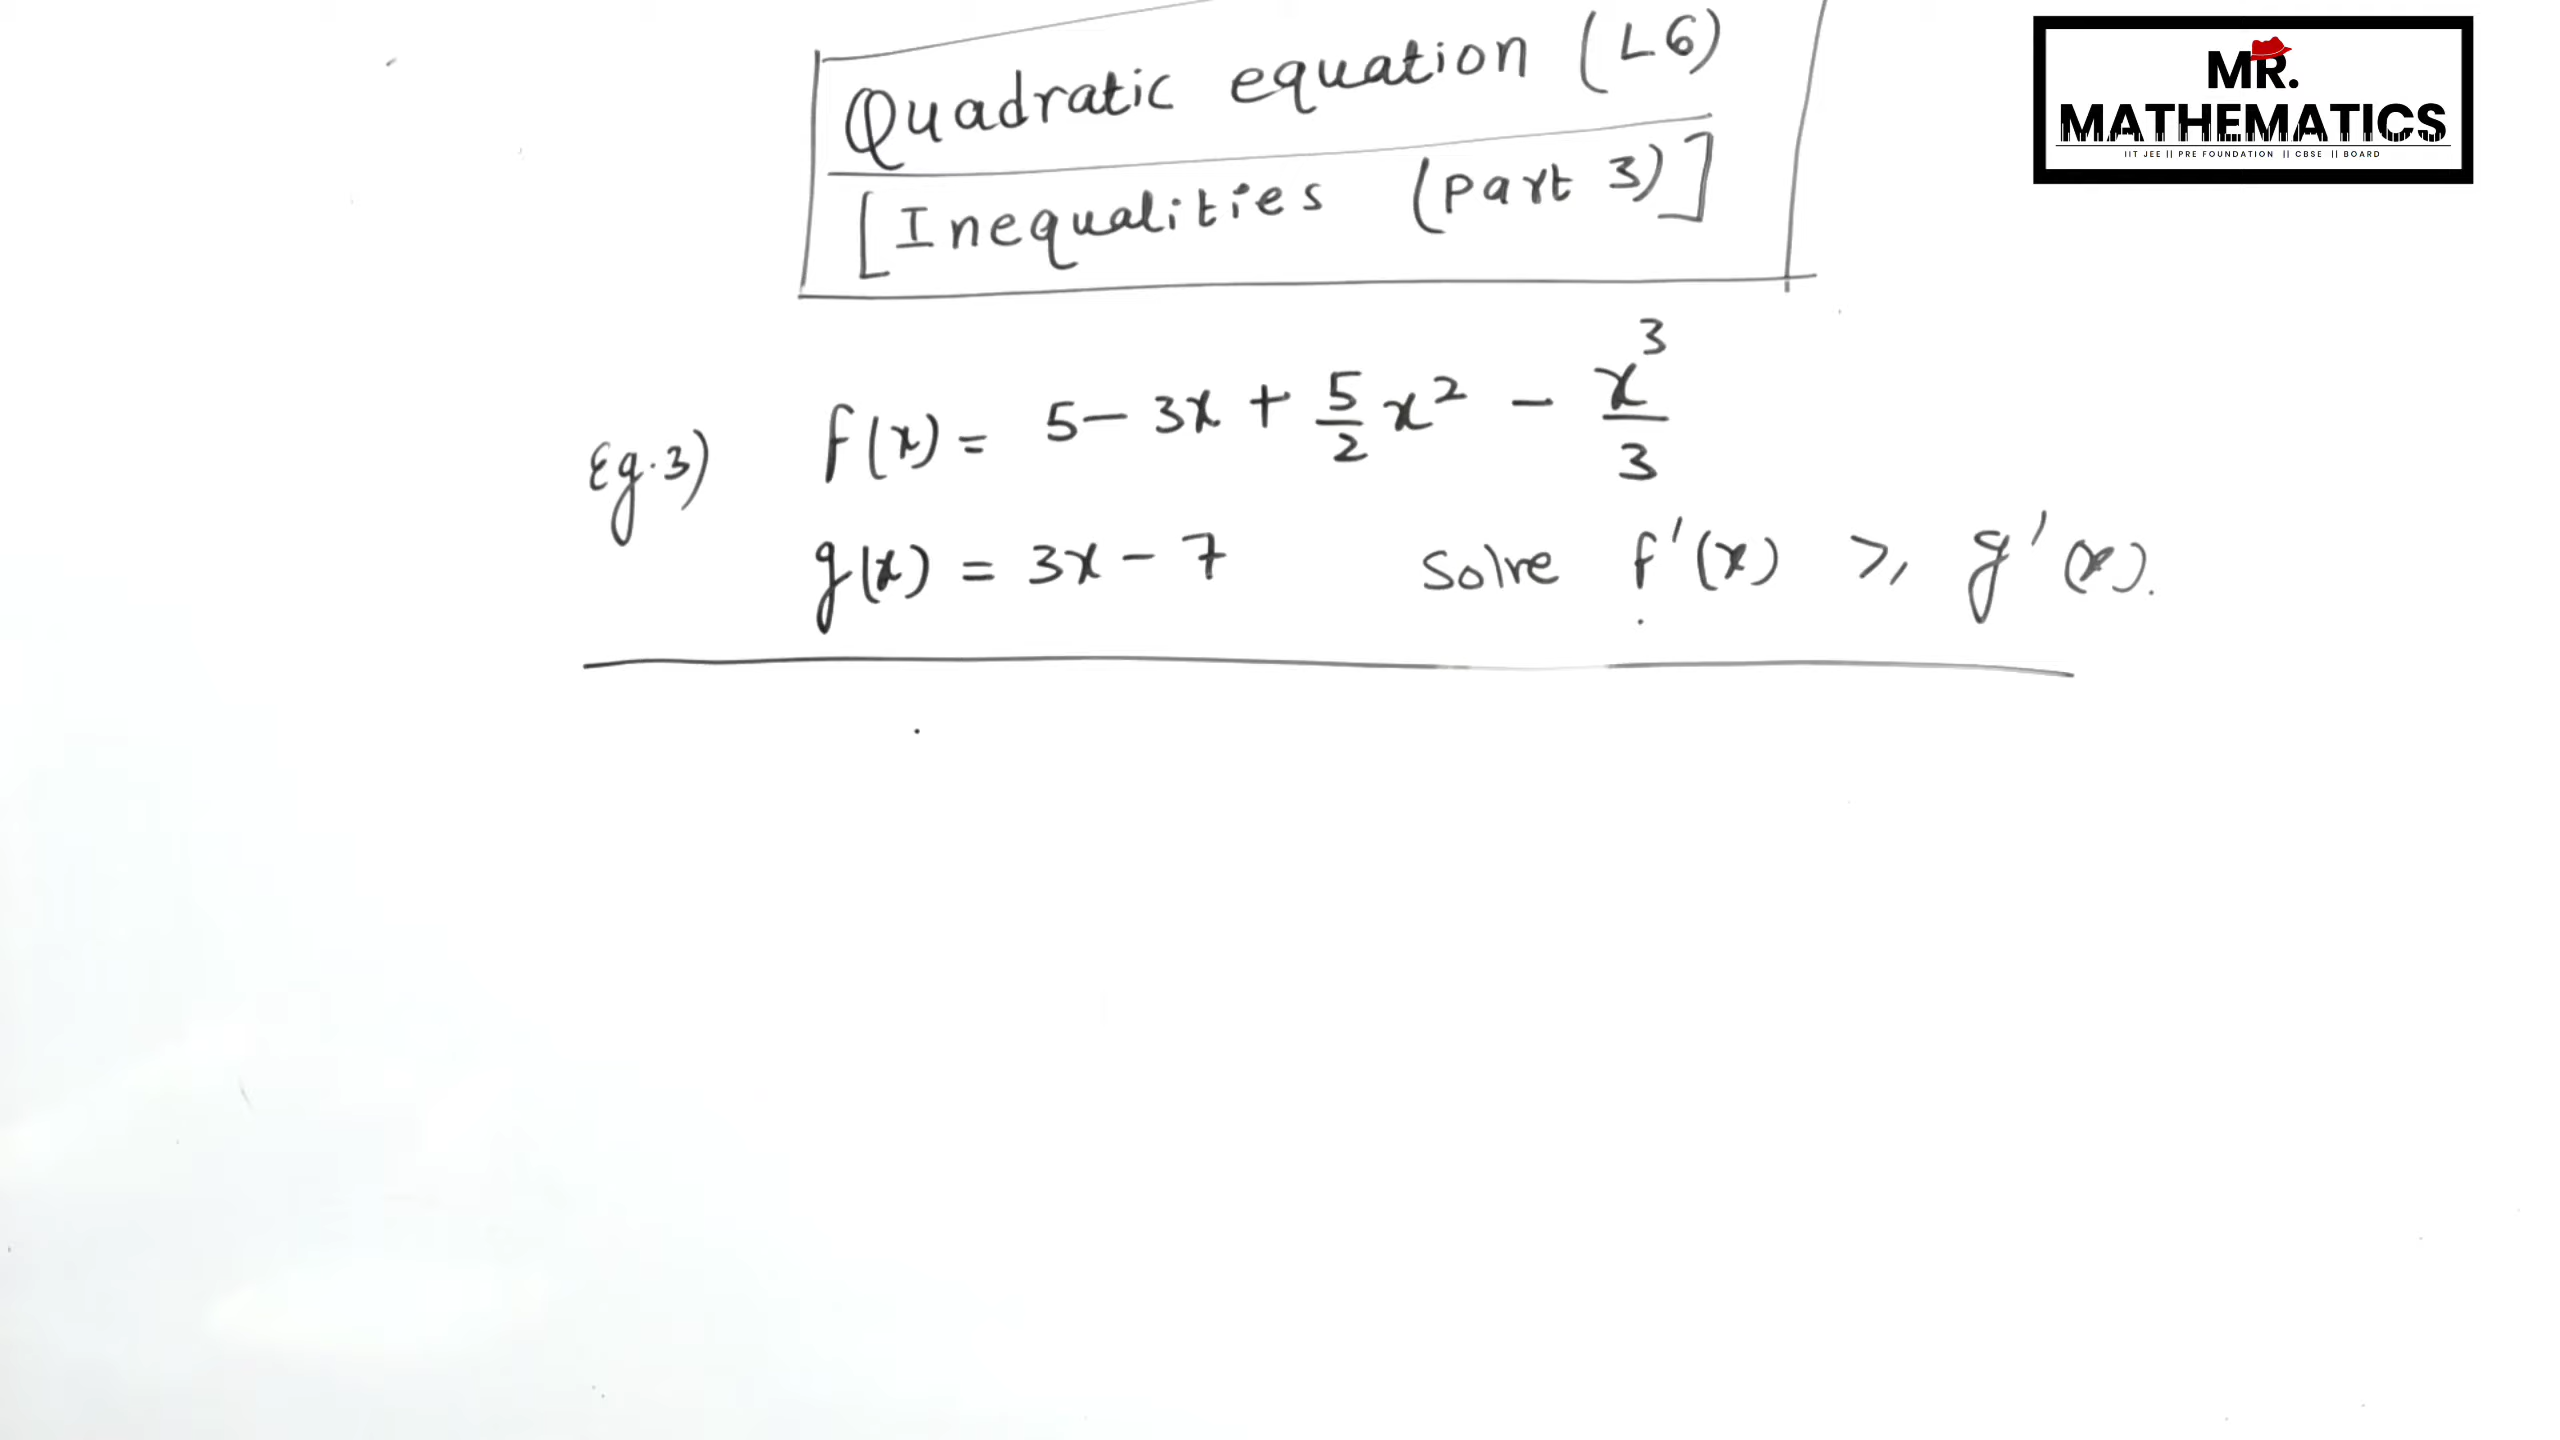 Quadratic equation (L6)
[Inequalities (part 3)]
MR.
MATHEMATICS
IIT JEE || PRE FOUNDATION || CBSE || BOARD
Eg.3) f(x) = 5 - 3x + 5/2 x² - x³/3
g(x) = 3x - 7 Solve f'(x) ≥ g'(x).